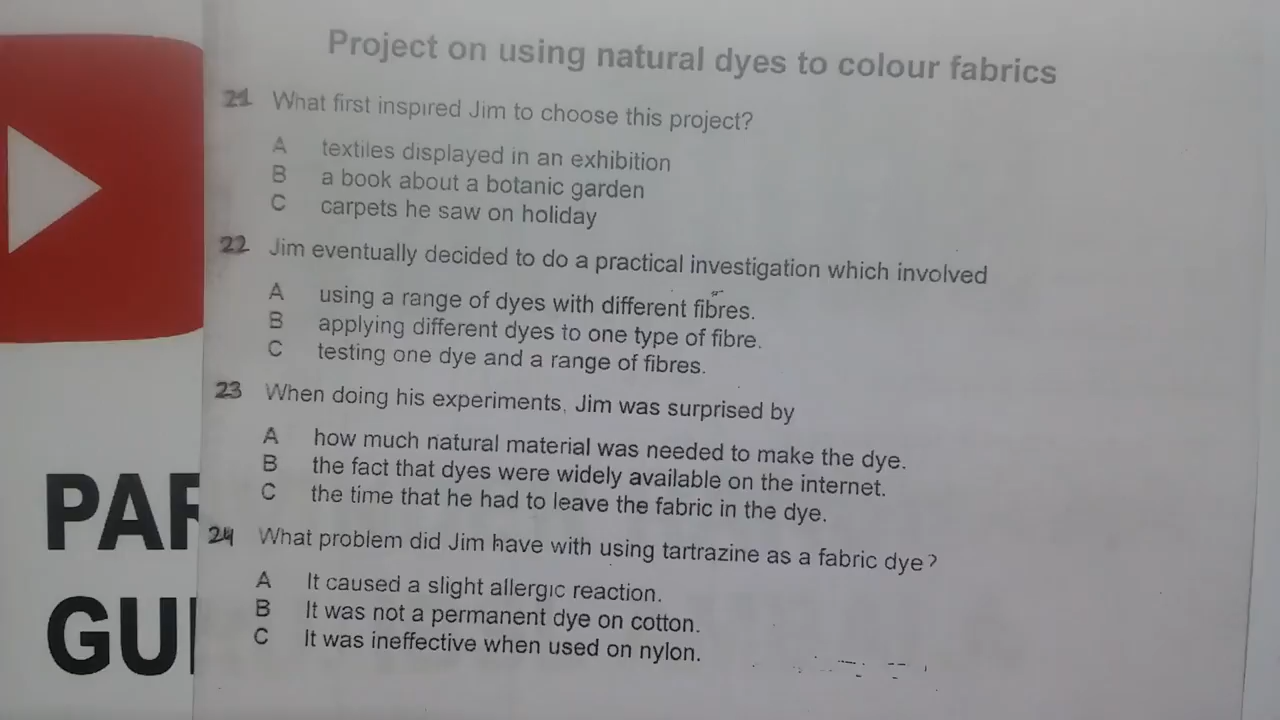 Project on using natural dyes to colour fabrics
21 What first inspired Jim to choose this project?
A textiles displayed in an exhibition
B a book about a botanic garden
C carpets he saw on holiday
22 Jim eventually decided to do a practical investigation which involved
A using a range of dyes with different fibres.
B applying different dyes to one type of fibre.
C testing one dye and a range of fibres.
23 When doing his experiments, Jim was surprised by
A how much natural material was needed to make the dye.
B the fact that dyes were widely available on the internet.
C the time that he had to leave the fabric in the dye.
24 What problem did Jim have with using tartrazine as a fabric dye?
A It caused a slight allergic reaction.
B It was not a permanent dye on cotton.
C It was ineffective when used on nylon.
PAR
GUI